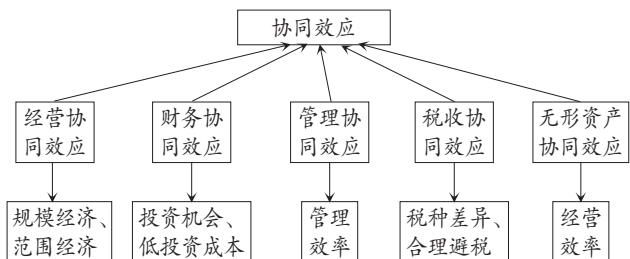 协同效应
经营协
同效应
财务协
同效应
管理协
同效应
税收协
同效应
无形资产
协同效应
规模经济、
范围经济
投资机会、
低投资成本
管理
效率
税种差异、
合理避税
经营
效率